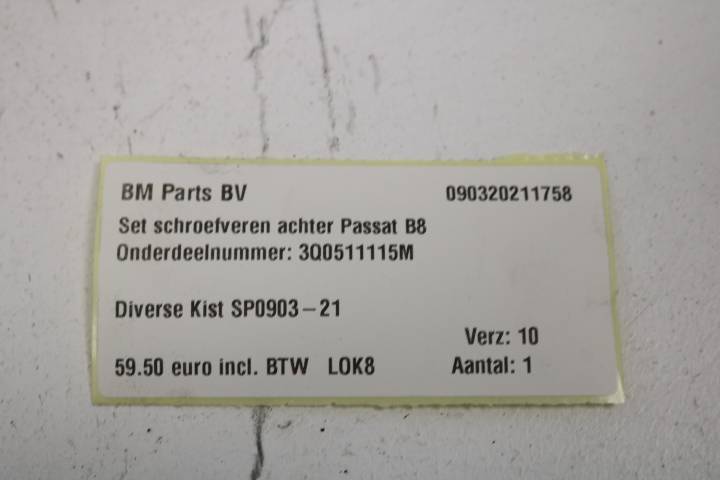 BM Parts BV 090320211758
Set schroefveren achter Passat B8
Onderdeelnummer: 3Q0511115M
Diverse Kist SP0903-21
Verz: 10
59.50 euro incl. BTW LOK8 Aantal: 1